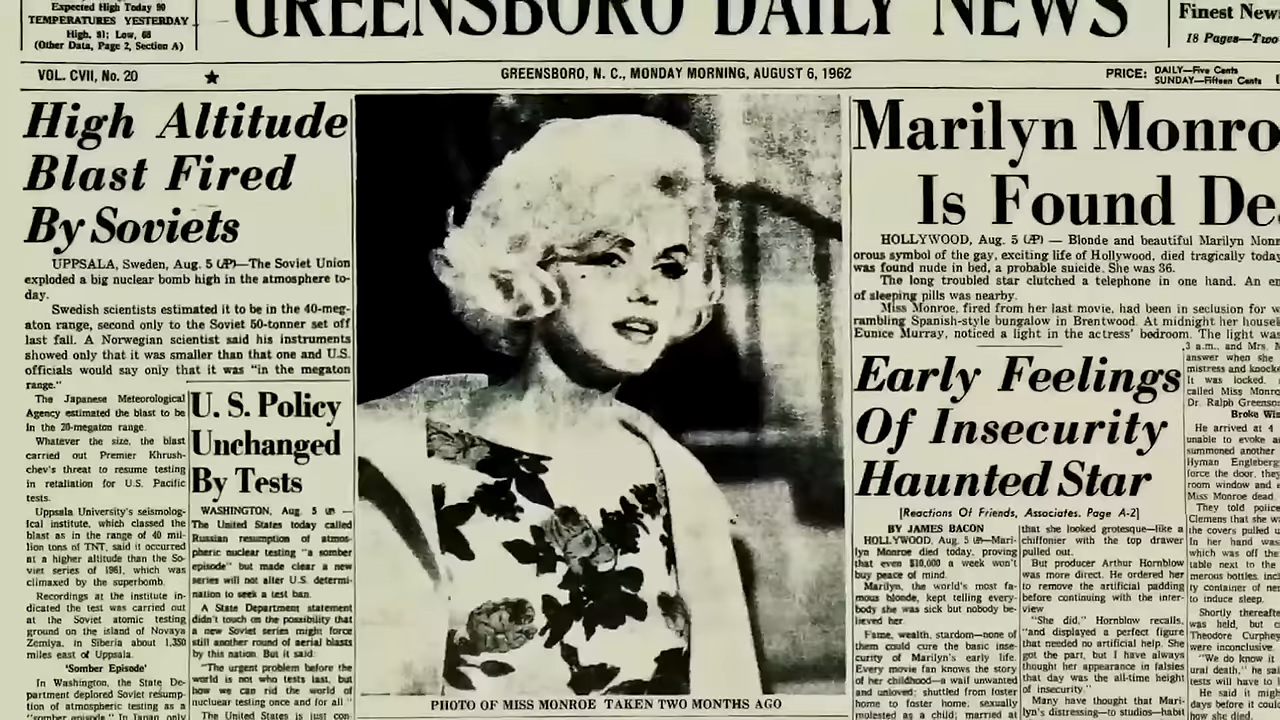 Expected High Today 90
TEMPERATURES YESTERDAY
High, 91; Low, 68
(Other Data, Page 2, Section A)
GREENSBORO DAILY NEWS
Finest New
18 Pages—Two
VOL. CVII, No. 20
GREENSBORO, N. C., MONDAY MORNING, AUGUST 6, 1962
PRICE: DAILY—Five Cents
SUNDAY—Fifteen Cents
High Altitude
Blast Fired
By Soviets
UPPSALA, Sweden, Aug. 5 (AP)—The Soviet Union
exploded a big nuclear bomb high in the atmosphere to-
day.
Swedish scientists estimated it to be in the 40-meg-
aton range, second only to the Soviet 50-tonner set off
last fall. A Norwegian scientist said his instruments
showed only that it was smaller than that one and U.S.
officials would say only that it was "in the megaton
range."
The Japanese Meteorological
Agency estimated the blast to be
in the 20-megaton range.
Whatever the size, the blast
carried out Premier Khrush-
chev's threat to resume testing
in retaliation for U.S. Pacific
tests.
Uppsala University's seismolog-
ical institute, which classed the
blast as in the range of 40 mil-
lion tons of TNT, said it occurred
at a higher altitude than the So-
viet series of 1961, which was
climaxed by the superbomb.
Recordings at the institute in-
dicated the test was carried out
at the Soviet atomic testing
ground on the island of Novaya
Zemlya, in Siberia about 1,350
miles east of Uppsala.
'Somber Episode'
In Washington, the State De-
partment deplored Soviet resump-
tion of atmospheric testing as a
"somber episode." In Japan, only
U. S. Policy
Unchanged
By Tests
WASHINGTON, Aug. 5 (AP) —
The United States today called
Russian resumption of atmos-
pheric nuclear testing "a somber
episode" but made clear a new
series will not alter U.S. determi-
nation to seek a test ban.
A State Department statement
didn't touch on the possibility that
a new Soviet series might force
still another round of aerial blasts
by this nation. But it said:
"The urgent problem before the
world is not who tests last, but
how we can rid the world of
nuclear testing once and for all."
The United States is just con-
PHOTO OF MISS MONROE TAKEN TWO MONTHS AGO
Marilyn Monro
Is Found De
HOLLYWOOD, Aug. 5 (AP) — Blonde and beautiful Marilyn Monr
orous symbol of the gay, exciting life of Hollywood, died tragically today
was found nude in bed, a probable suicide. She was 36.
The long troubled star clutched a telephone in one hand. An em
of sleeping pills was nearby.
Miss Monroe, fired from her last movie, had been in seclusion for w
rambling Spanish-style bungalow in Brentwood. At midnight her house
Eunice Murray, noticed a light in the actress' bedroom. The light was
Early Feelings
Of Insecurity
Haunted Star
[Reactions Of Friends, Associates, Page A-2]
BY JAMES BACON
HOLLYWOOD, Aug. 5 (AP)—Mari-
lyn Monroe died today, proving
that even $10,000 a week won't
buy peace of mind.
Marilyn, the world's most fa-
mous blonde, kept telling every-
body she was sick but nobody be-
lieved her.
Fame, wealth, stardom—none of
them could cure the basic inse-
curity of Marilyn's early life.
Every movie fan knows the story
of her childhood—a waif unwanted
and unloved; shuttled from foster
home to foster home; sexually
molested as a child; married at
that she looked grotesque—like a
chiffonier with the top drawer
pulled out.
But producer Arthur Hornblow
was more direct. He ordered her
to remove the artificial padding
before continuing with the inter-
view
"She did," Hornblow recalls,
"and displayed a perfect figure
that needed no artificial help. She
got the part, but I have always
thought her appearance in falsies
that day was the all-time height
of insecurity."
Many have thought that Mari-
lyn's distressing—to studios—habit
3 a.m., and Mrs. M
answer when she
mistress and knocke
It was locked.
called Miss Monro
Dr. Ralph Greenso
Broke Wi
He arrived at 4
unable to evoke a
summoned another
Hyman Engleberg
force the door, they
room window and e
Miss Monroe dead
They told police
Clemens that she w
the covers pulled u
In her hand was
which was off the
table next to the
merous bottles, incl
ty container of ne
to induce sleep.
Shortly thereafte
was held, but c
Theodore Curphey
were inconclusive.
"We do know it
ural death," he sa
tests will have to
He said it migh
days before it coul
how she died.